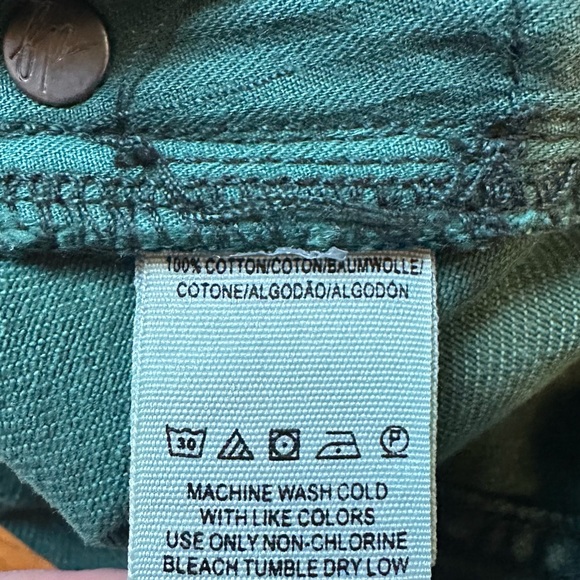 100% COTTON/COTON/BAUMWOLLE/
COTONE/ALGODÃO/ALGODÓN
30 P
MACHINE WASH COLD
WITH LIKE COLORS
USE ONLY NON-CHLORINE
BLEACH TUMBLE DRY LOW